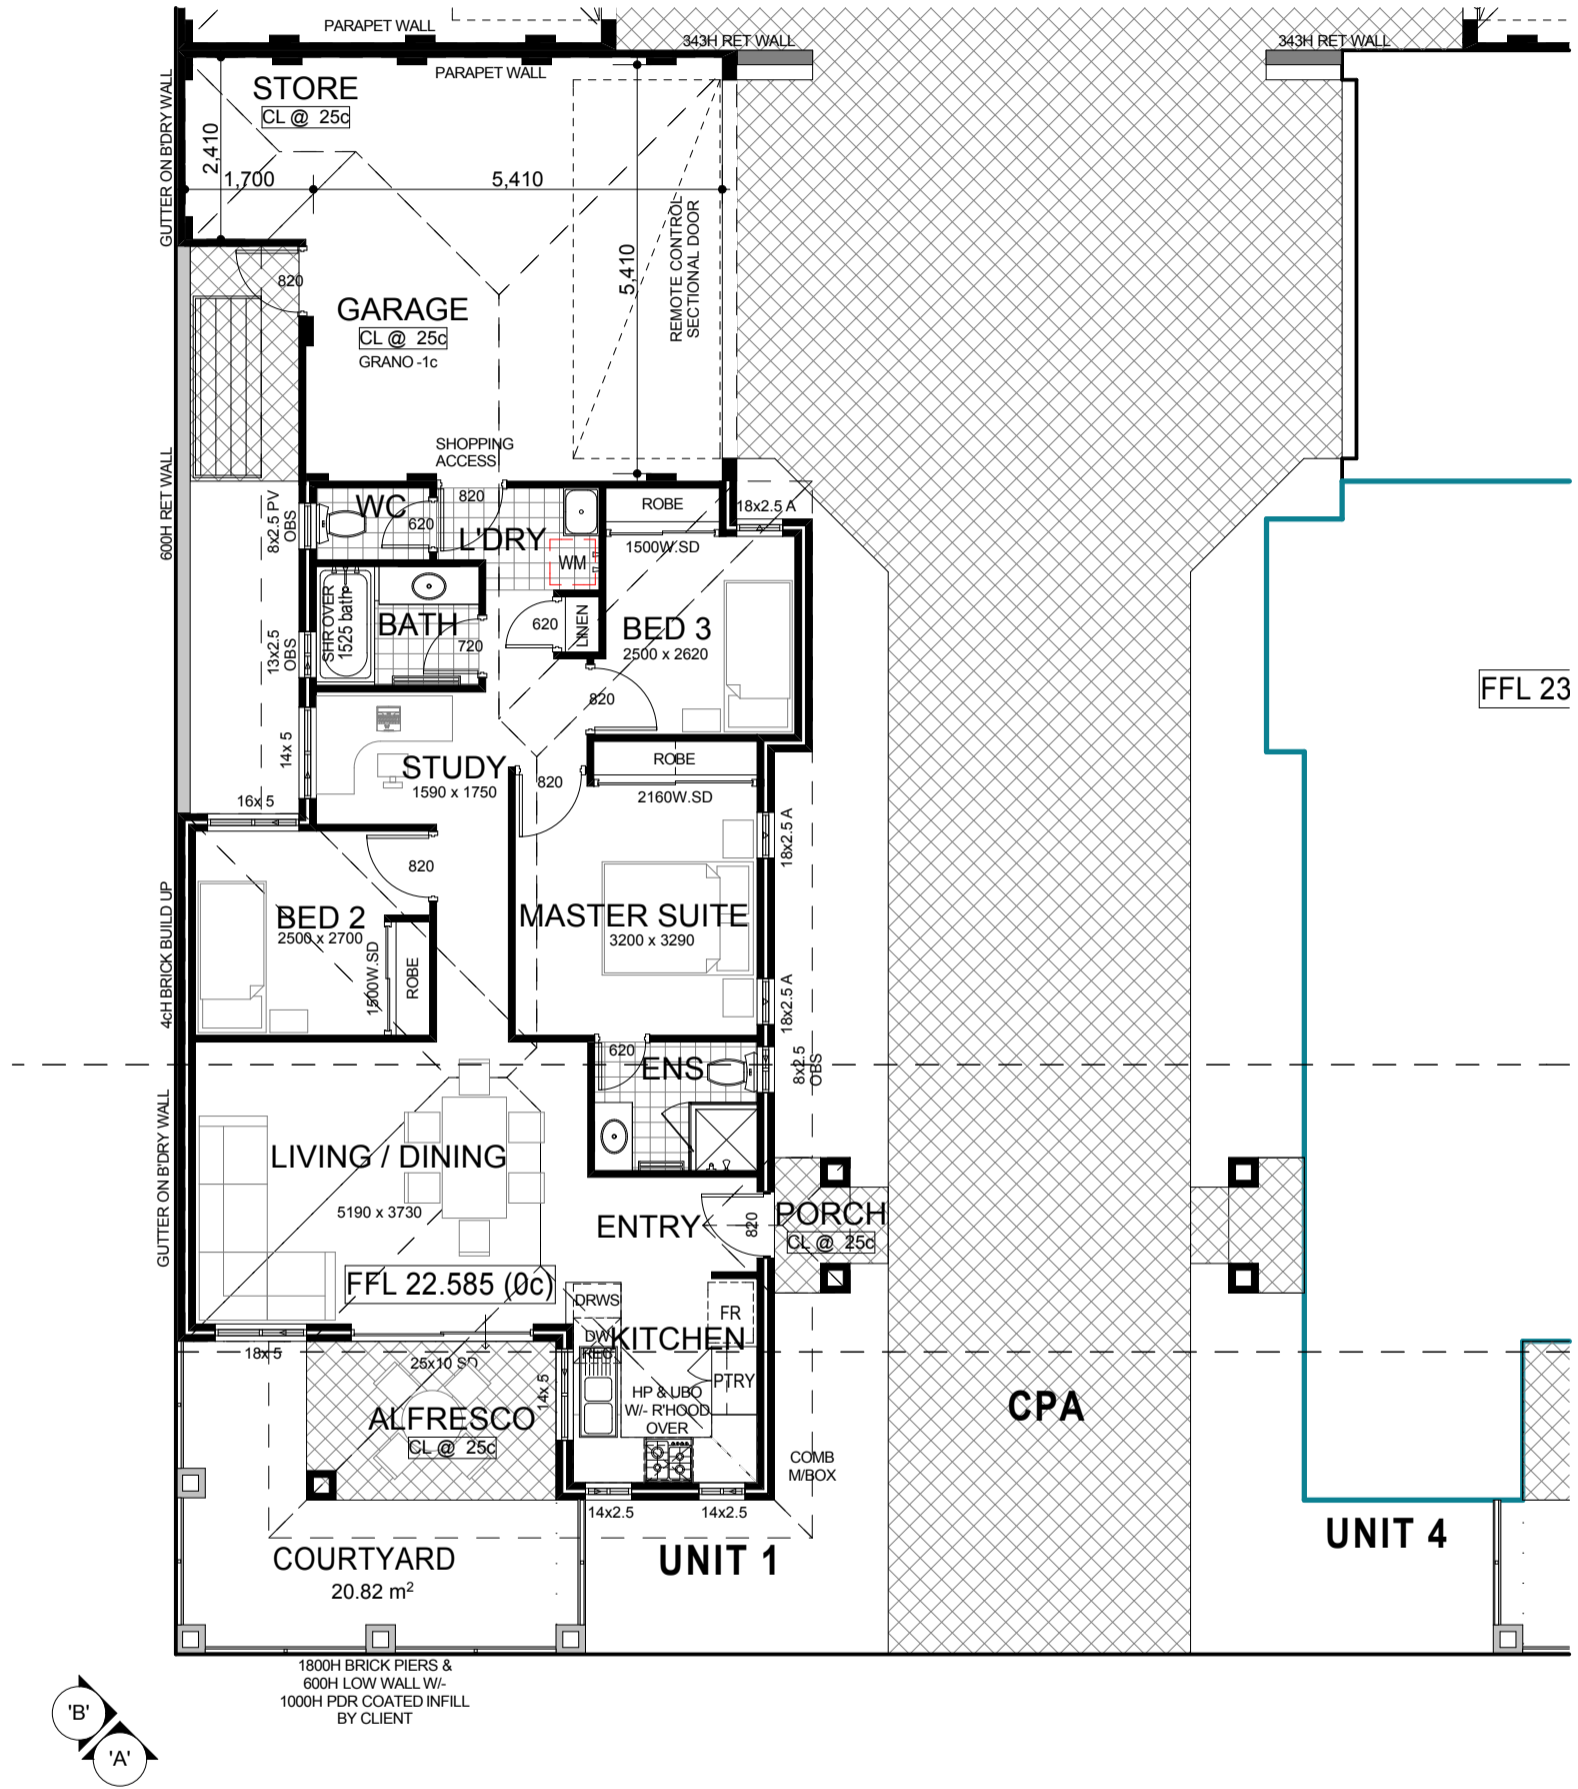 PARAPET WALL
343H RET WALL
343H RET WALL
PARAPET WALL
GUTTER ON B'DRY WALL
STORE
CL @ 25c
2,410
1,700
5,410
REMOTE CONTROL
SECTIONAL DOOR
5,410
820
GARAGE
CL @ 25c
GRANO -1c
SHOPPING
ACCESS
600H RET WALL
8x2.5 PV
OBS
WC
620
820
L'DRY
WM
ROBE
1500W.SD
18x2.5 A
13x2.5
OBS
SHR OVER
1525 bath
BATH
720
620
LINEN
BED 3
2500 x 2620
820
FFL 23
14x 5
STUDY
1590 x 1750
820
ROBE
2160W.SD
16x 5
18x2.5 A
820
4cH BRICK BUILD UP
BED 2
2500 x 2700
1500W.SD
ROBE
MASTER SUITE
3200 x 3290
18x2.5 A
620
ENS
8x2.5
OBS
GUTTER ON B'DRY WALL
LIVING / DINING
5190 x 3730
ENTRY
820
PORCH
CL @ 25c
FFL 22.585 (0c)
DRWS
FR
DW
REC
KITCHEN
18x 5
25x10 SD
14x 5
PTRY
HP & UBO
W/- R'HOOD
OVER
ALFRESCO
CL @ 25c
CPA
COMB
M/BOX
14x2.5
14x2.5
COURTYARD
20.82 m²
UNIT 1
UNIT 4
1800H BRICK PIERS &
600H LOW WALL W/-
1000H PDR COATED INFILL
BY CLIENT
'B'
'A'